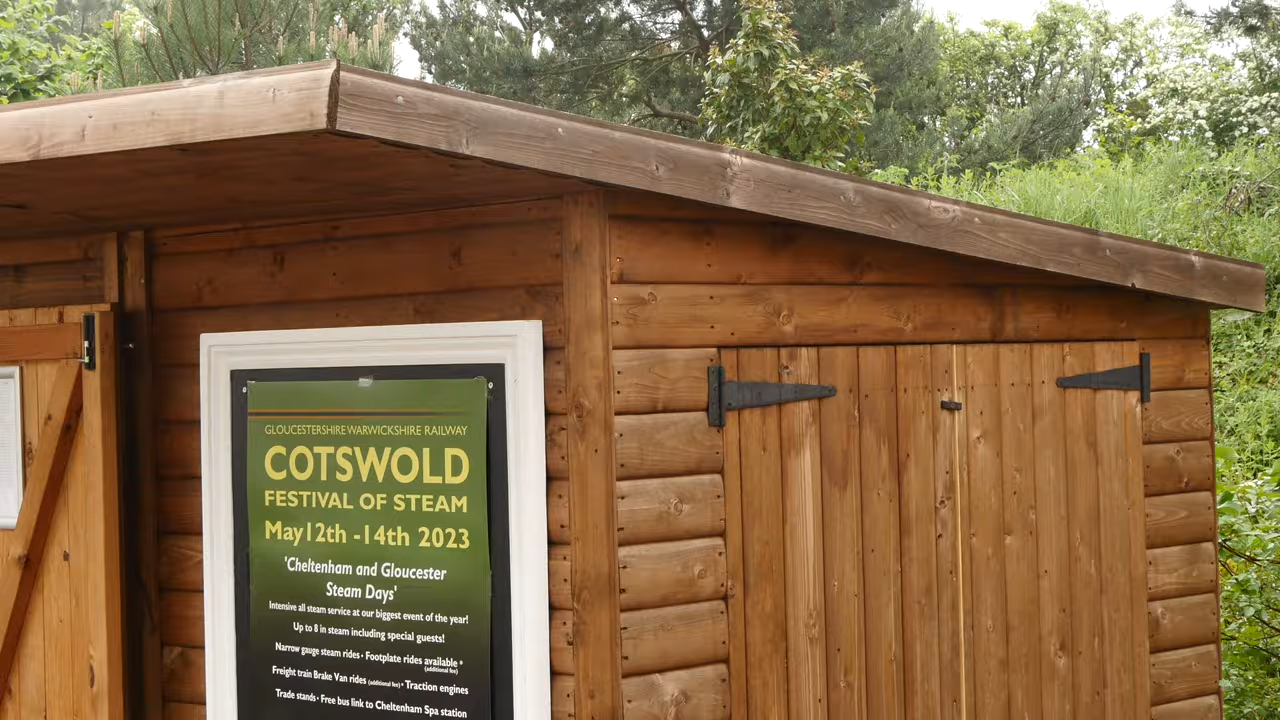 GLOUCESTERSHIRE WARWICKSHIRE RAILWAY
COTSWOLD
FESTIVAL OF STEAM
May 12th -14th 2023
'Cheltenham and Gloucester
Steam Days'
Intensive all steam service at our biggest event of the year!
Up to 8 in steam including special guests!
Narrow gauge steam rides • Footplate rides available *
(additional fee)
Freight train Brake Van rides (additional fee) • Traction engines
Trade stands • Free bus link to Cheltenham Spa station